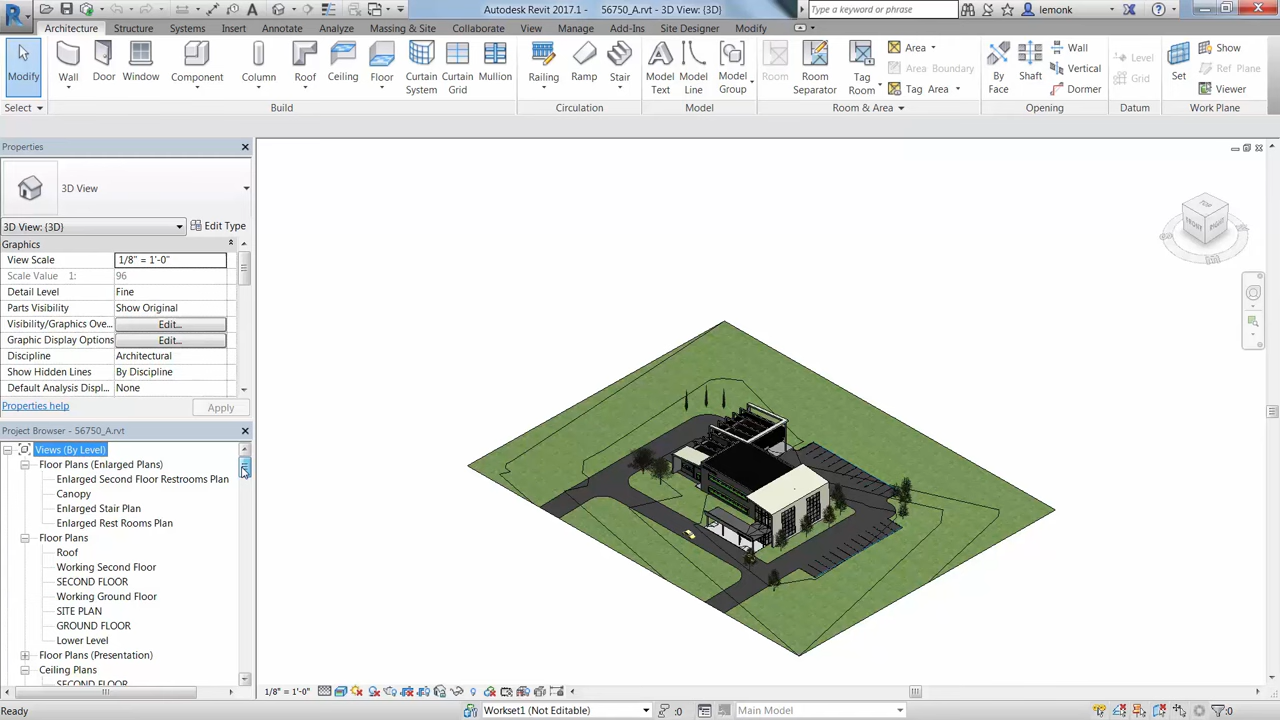 Autodesk Revit 2017.1 - 56750_A.rvt - 3D View: {3D}
Type a keyword or phrase
lemonk
Architecture Structure Systems Insert Annotate Analyze Massing & Site Collaborate View Manage Add-Ins Site Designer Modify
Modify Wall Door Window Component Column Roof Ceiling Floor Curtain System Curtain Grid Mullion Railing Ramp Stair Model Text Model Line Model Group Room Room Separator Tag Room
Area
Area Boundary
Tag Area
By Face Shaft
Wall
Vertical
Dormer
Level
Grid
Set
Show
Ref Plane
Viewer
Select Build Circulation Model Room & Area Opening Datum Work Plane
Properties
3D View
3D View: {3D} Edit Type
Graphics
View Scale 1/8" = 1'-0"
Scale Value 1: 96
Detail Level Fine
Parts Visibility Show Original
Visibility/Graphics Ove... Edit...
Graphic Display Options Edit...
Discipline Architectural
Show Hidden Lines By Discipline
Default Analysis Displ... None
Properties help Apply
Project Browser - 56750_A.rvt
Views (By Level)
Floor Plans (Enlarged Plans)
Enlarged Second Floor Restrooms Plan
Canopy
Enlarged Stair Plan
Enlarged Rest Rooms Plan
Floor Plans
Roof
Working Second Floor
SECOND FLOOR
Working Ground Floor
SITE PLAN
GROUND FLOOR
Lower Level
Floor Plans (Presentation)
Ceiling Plans
SECOND FLOOR
TOP
FRONT
RIGHT
1/8" = 1'-0"
Ready
Workset1 (Not Editable)
:0
Main Model
:0